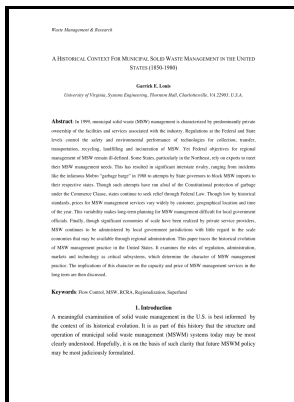 Waste Management & Research
A HISTORICAL CONTEXT FOR MUNICIPAL SOLID WASTE MANAGEMENT IN THE UNITED
STATES (1850-1980)
Garrick E. Louis
University of Virginia, Systems Engineering, Thornton Hall, Charlottesville, VA 22903. U.S.A.
Abstract: In 1999, municipal solid waste (MSW) management is characterized by predominantly private
ownership of the facilities and services associated with the industry. Regulations at the Federal and State
levels control the safety and environmental performance of technologies for collection, transfer,
transportation, recycling, landfilling and incineration of MSW. Yet Federal objectives for regional
management of MSW remain ill-defined. Some States, particularly in the Northeast, rely on exports to meet
their MSW management needs. This has resulted in significant interstate rivalry, ranging from incidents
like the infamous Mobro "garbage barge" in 1988 to attempts by State governors to block MSW imports to
their respective states. Though such attempts have run afoul of the Constitutional protection of garbage
under the Commerce Clause, states continue to seek relief through Federal Legislation. Though low by historical
standards, prices for MSW management services vary widely by customer, geographical location and time
of the year. This variability makes long-term planning for MSW management difficult for local government
officials. Finally, though significant economies of scale have been realized by private service providers,
MSW continues to be administered by local government jurisdictions with little regard to the scale
economies that may be available through regional administration. This paper traces the historical evolution
of MSW management practice in the United States. It examines the roles of regulation, administration,
markets and technology as critical subsystems, which determine the character of MSW management
practice. The implications of this character on the capacity and price of MSW management services in the
long term are then discussed.
Keywords: Flow Control, MSW, RCRA, Regionalization, Superfund
1. Introduction
A meaningful examination of solid waste management in the U.S. is best informed by
the context of its historical evolution. It is as part of this history that the structure and
operation of municipal solid waste management (MSWM) systems today may be most
clearly understood. Hopefully, it is on the basis of such clarity that future MSWM policy
may be most judiciously formulated.